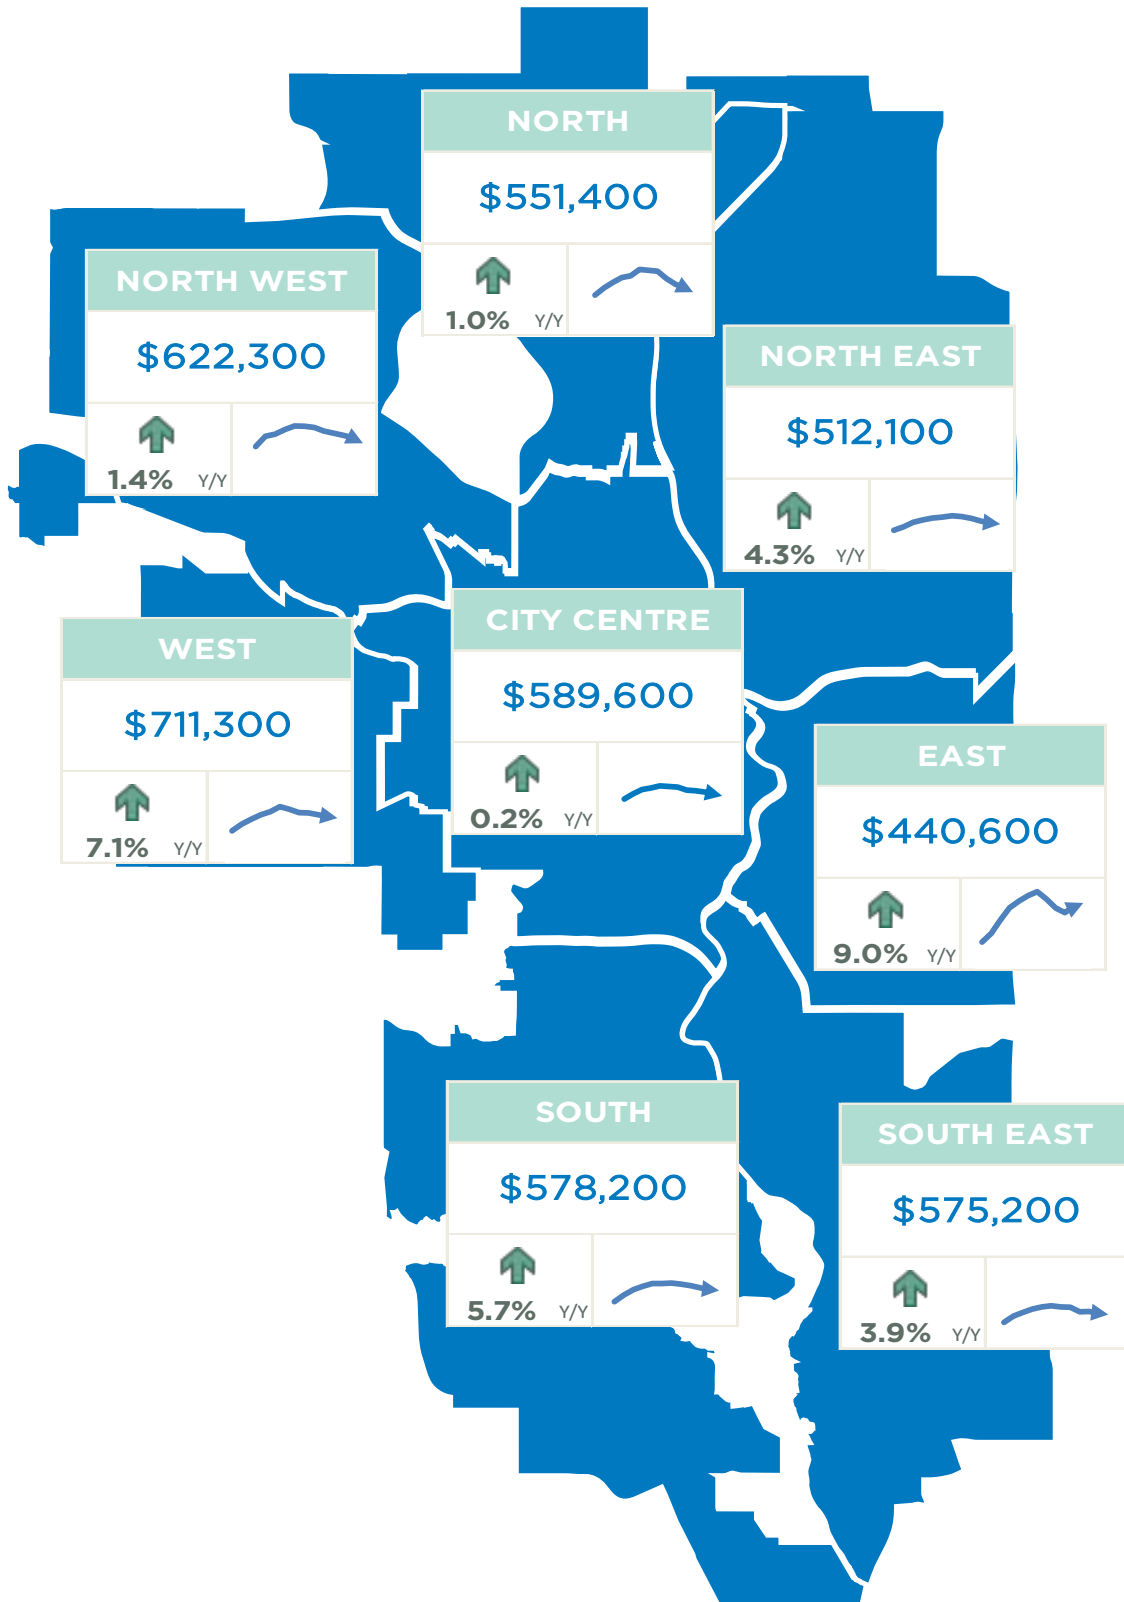 NORTH
$551,400
1.0% Y/Y
NORTH WEST
$622,300
1.4% Y/Y
NORTH EAST
$512,100
4.3% Y/Y
CITY CENTRE
$589,600
0.2% Y/Y
WEST
$711,300
7.1% Y/Y
EAST
$440,600
9.0% Y/Y
SOUTH
$578,200
5.7% Y/Y
SOUTH EAST
$575,200
3.9% Y/Y